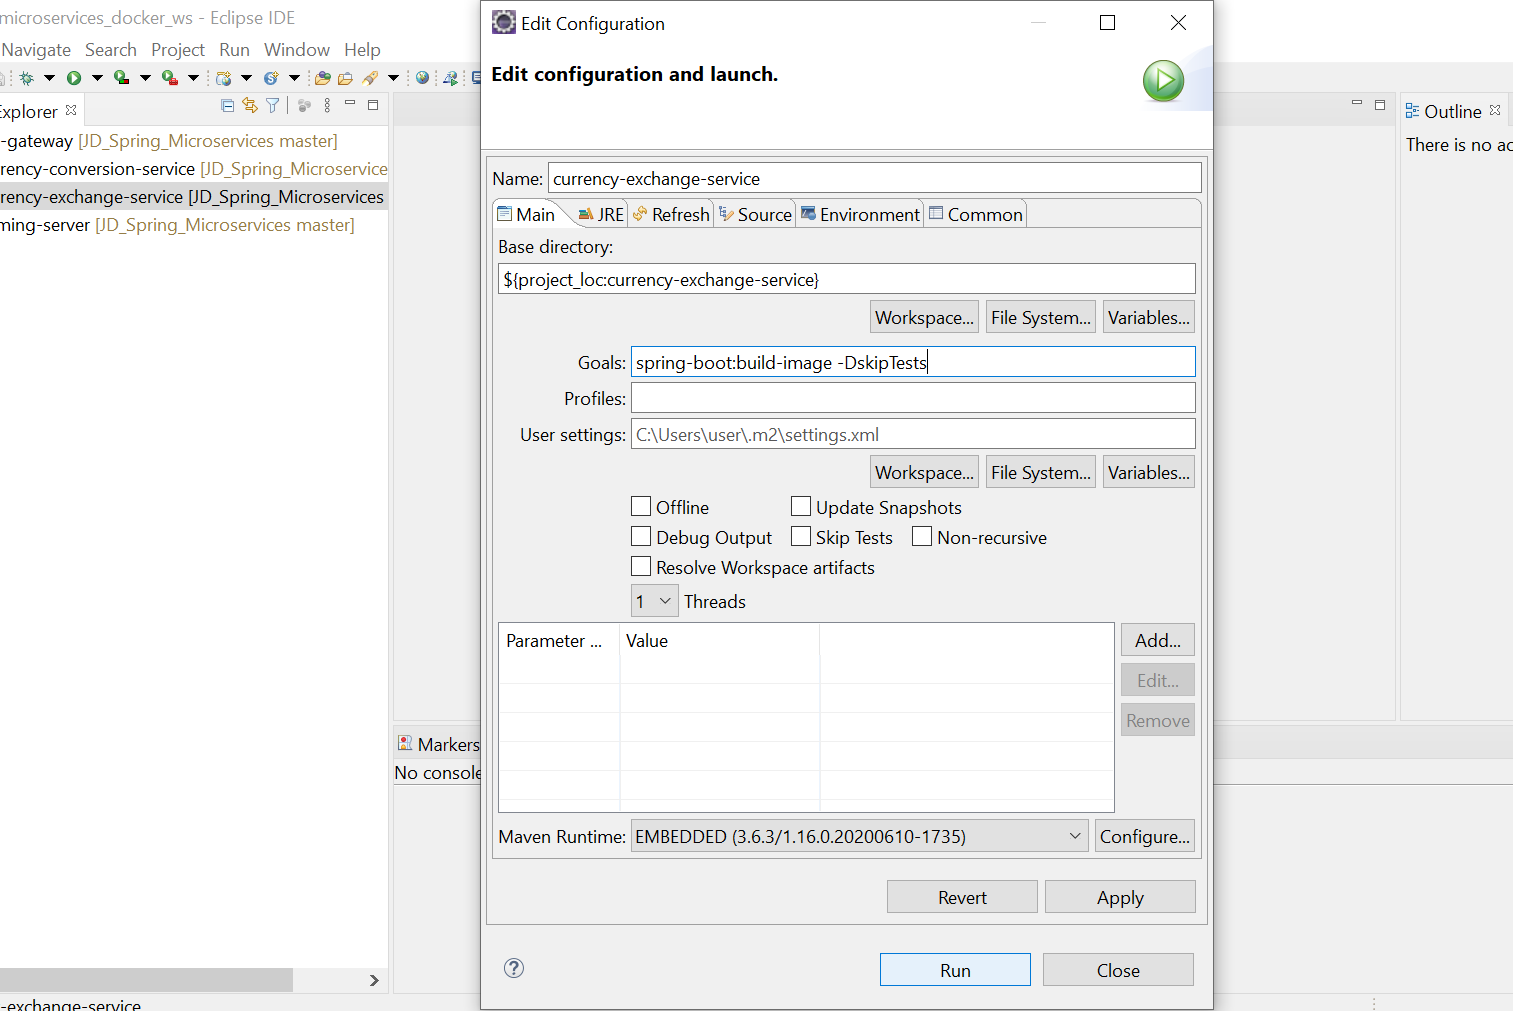 microservices_docker_ws - Eclipse IDE
Navigate Search Project Run Window Help
Explorer
-gateway [JD_Spring_Microservices master]
rency-conversion-service [JD_Spring_Microservice
rency-exchange-service [JD_Spring_Microservices
ming-server [JD_Spring_Microservices master]
-exchange-service
Edit Configuration
Edit configuration and launch.
Name: currency-exchange-service
Main JRE Refresh Source Environment Common
Base directory:
${project_loc:currency-exchange-service}
Workspace... File System... Variables...
Goals: spring-boot:build-image -DskipTests
Profiles:
User settings: C:\Users\user\.m2\settings.xml
Workspace... File System... Variables...
Offline Update Snapshots
Debug Output Skip Tests Non-recursive
Resolve Workspace artifacts
1 Threads
Parameter ... Value
Add...
Edit...
Remove
Maven Runtime: EMBEDDED (3.6.3/1.16.0.20200610-1735) Configure...
Revert Apply
Run Close
Markers
No console
Outline
There is no ac